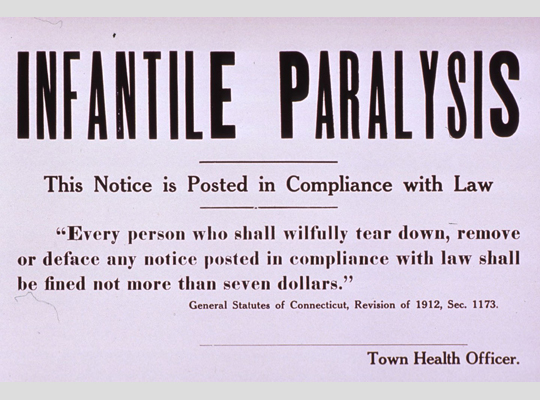 INFANTILE PARALYSIS
This Notice is Posted in Compliance with Law
“Every person who shall wilfully tear down, remove
or deface any notice posted in compliance with law shall
be fined not more than seven dollars.”
General Statutes of Connecticut, Revision of 1912, Sec. 1173.
Town Health Officer.